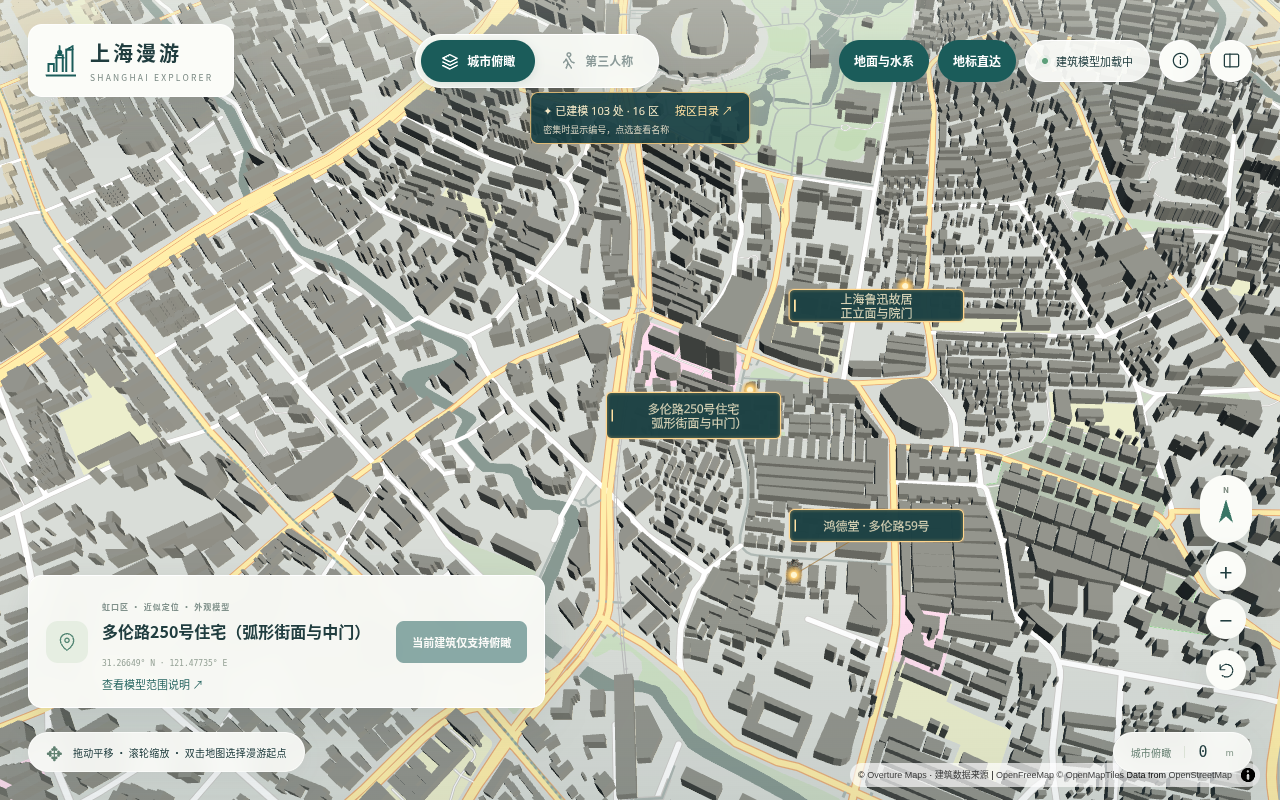 上海漫游
SHANGHAI EXPLORER
城市俯瞰
第三人称
地面与水系
地标直达
建筑模型加载中
✦ 已建模 103 处 · 16 区 按区目录 ↗
密集时显示编号，点选查看名称
上海鲁迅故居
正立面与院门
多伦路250号住宅
弧形街面与中门）
鸿德堂 · 多伦路59号
N
+
−
虹口区 · 近似定位 · 外观模型
多伦路250号住宅（弧形街面与中门）
31.26649° N · 121.47735° E
查看模型范围说明 ↗
当前建筑仅支持俯瞰
拖动平移 · 滚轮缩放 · 双击地图选择漫游起点
城市俯瞰 0 m
© Overture Maps · 建筑数据来源 | OpenFreeMap © OpenMapTiles Data from OpenStreetMap